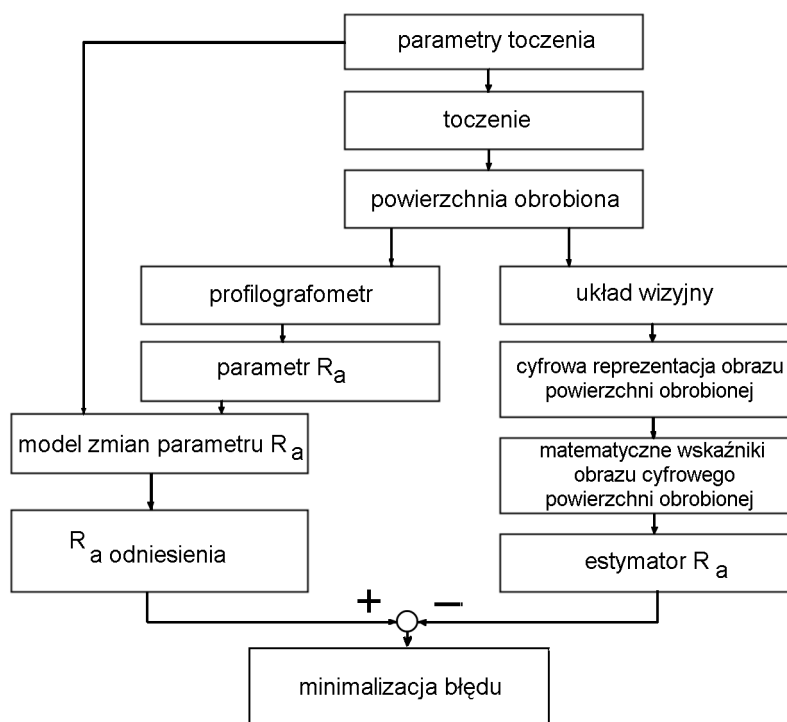 parametry toczenia
toczenie
powierzchnia obrobiona
profilografometr
układ wizyjny
parametr Ra
cyfrowa reprezentacja obrazu
powierzchni obrobionej
model zmian parametru Ra
matematyczne wskaźniki
obrazu cyfrowego
powierzchni obrobionej
Ra odniesienia
estymator Ra
+ −
minimalizacja błędu